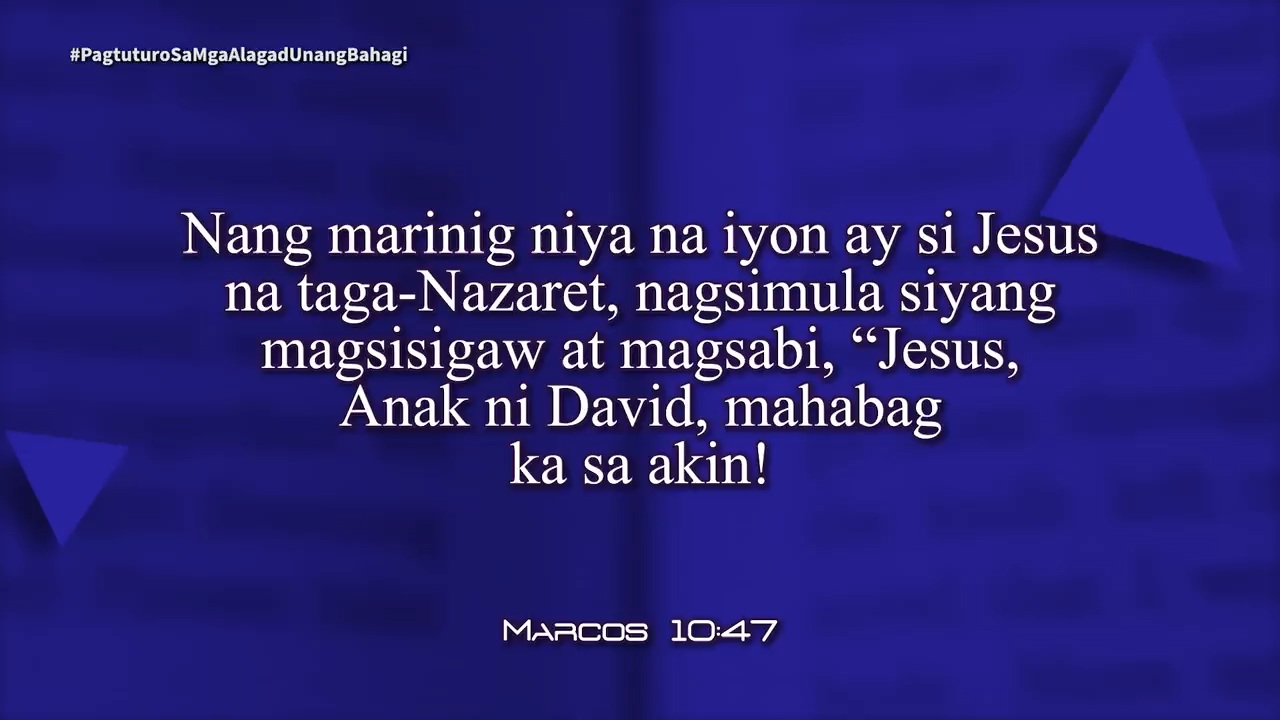 #PagtuturoSaMgaAlagadUnangBahagi
Nang marinig niya na iyon ay si Jesus
na taga-Nazaret, nagsimula siyang
magsisigaw at magsabi, “Jesus,
Anak ni David, mahabag
ka sa akin!
Marcos 10:47